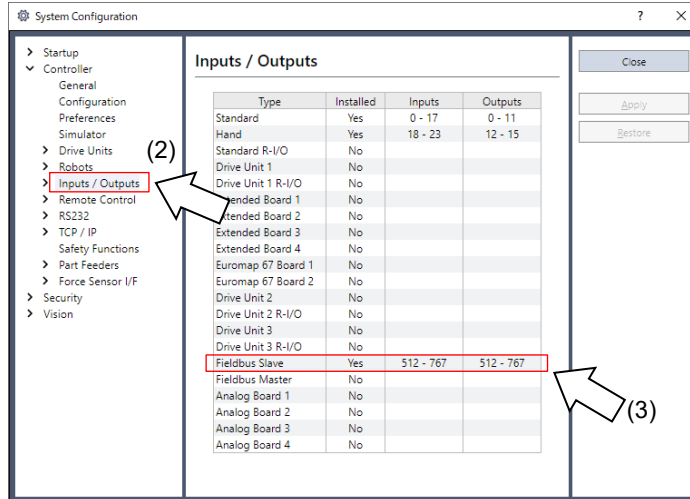 System Configuration
?
Startup
Controller
General
Configuration
Preferences
Simulator
Drive Units
Robots
Inputs / Outputs
Remote Control
RS232
TCP / IP
Safety Functions
Part Feeders
Force Sensor I/F
Security
Vision
(2)
Inputs / Outputs
Type Installed Inputs Outputs
Standard Yes 0 - 17 0 - 11
Hand Yes 18 - 23 12 - 15
Standard R-I/O No
Drive Unit 1 No
Drive Unit 1 R-I/O No
tended Board 1 No
xtended Board 2 No
Extended Board 3 No
Extended Board 4 No
Euromap 67 Board 1 No
Euromap 67 Board 2 No
Drive Unit 2 No
Drive Unit 2 R-I/O No
Drive Unit 3 No
Drive Unit 3 R-I/O No
Fieldbus Slave Yes 512 - 767 512 - 767
Fieldbus Master No
Analog Board 1 No
Analog Board 2 No
Analog Board 3 No
Analog Board 4 No
(3)
Close
Apply
Restore